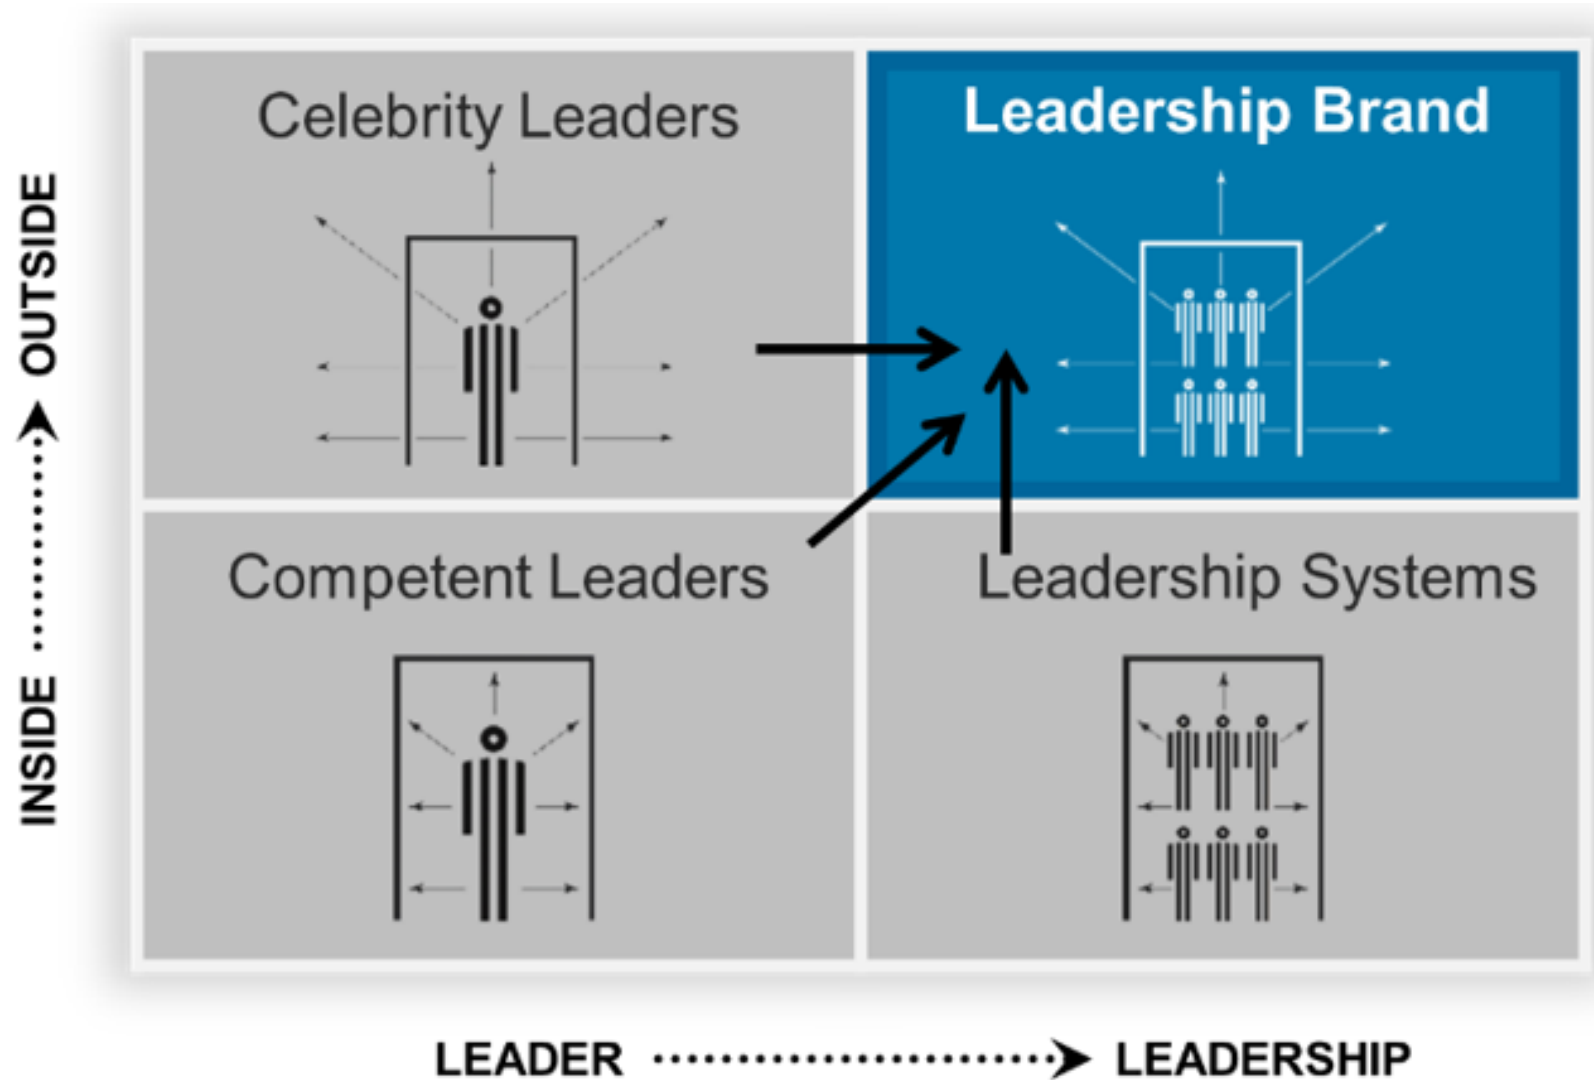 Celebrity Leaders
Leadership Brand
OUTSIDE
INSIDE
Competent Leaders
Leadership Systems
LEADER
LEADERSHIP